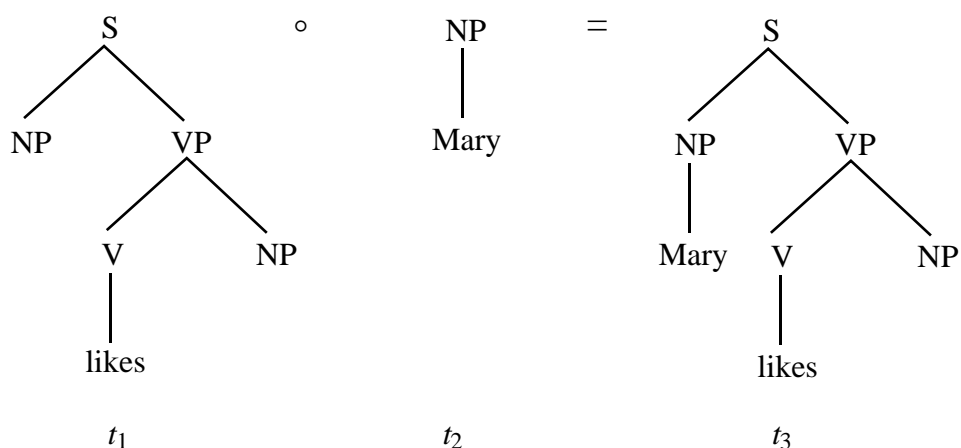 S ∘ NP = S
NP VP Mary NP VP
V NP Mary V NP
likes likes
t1 t2 t3